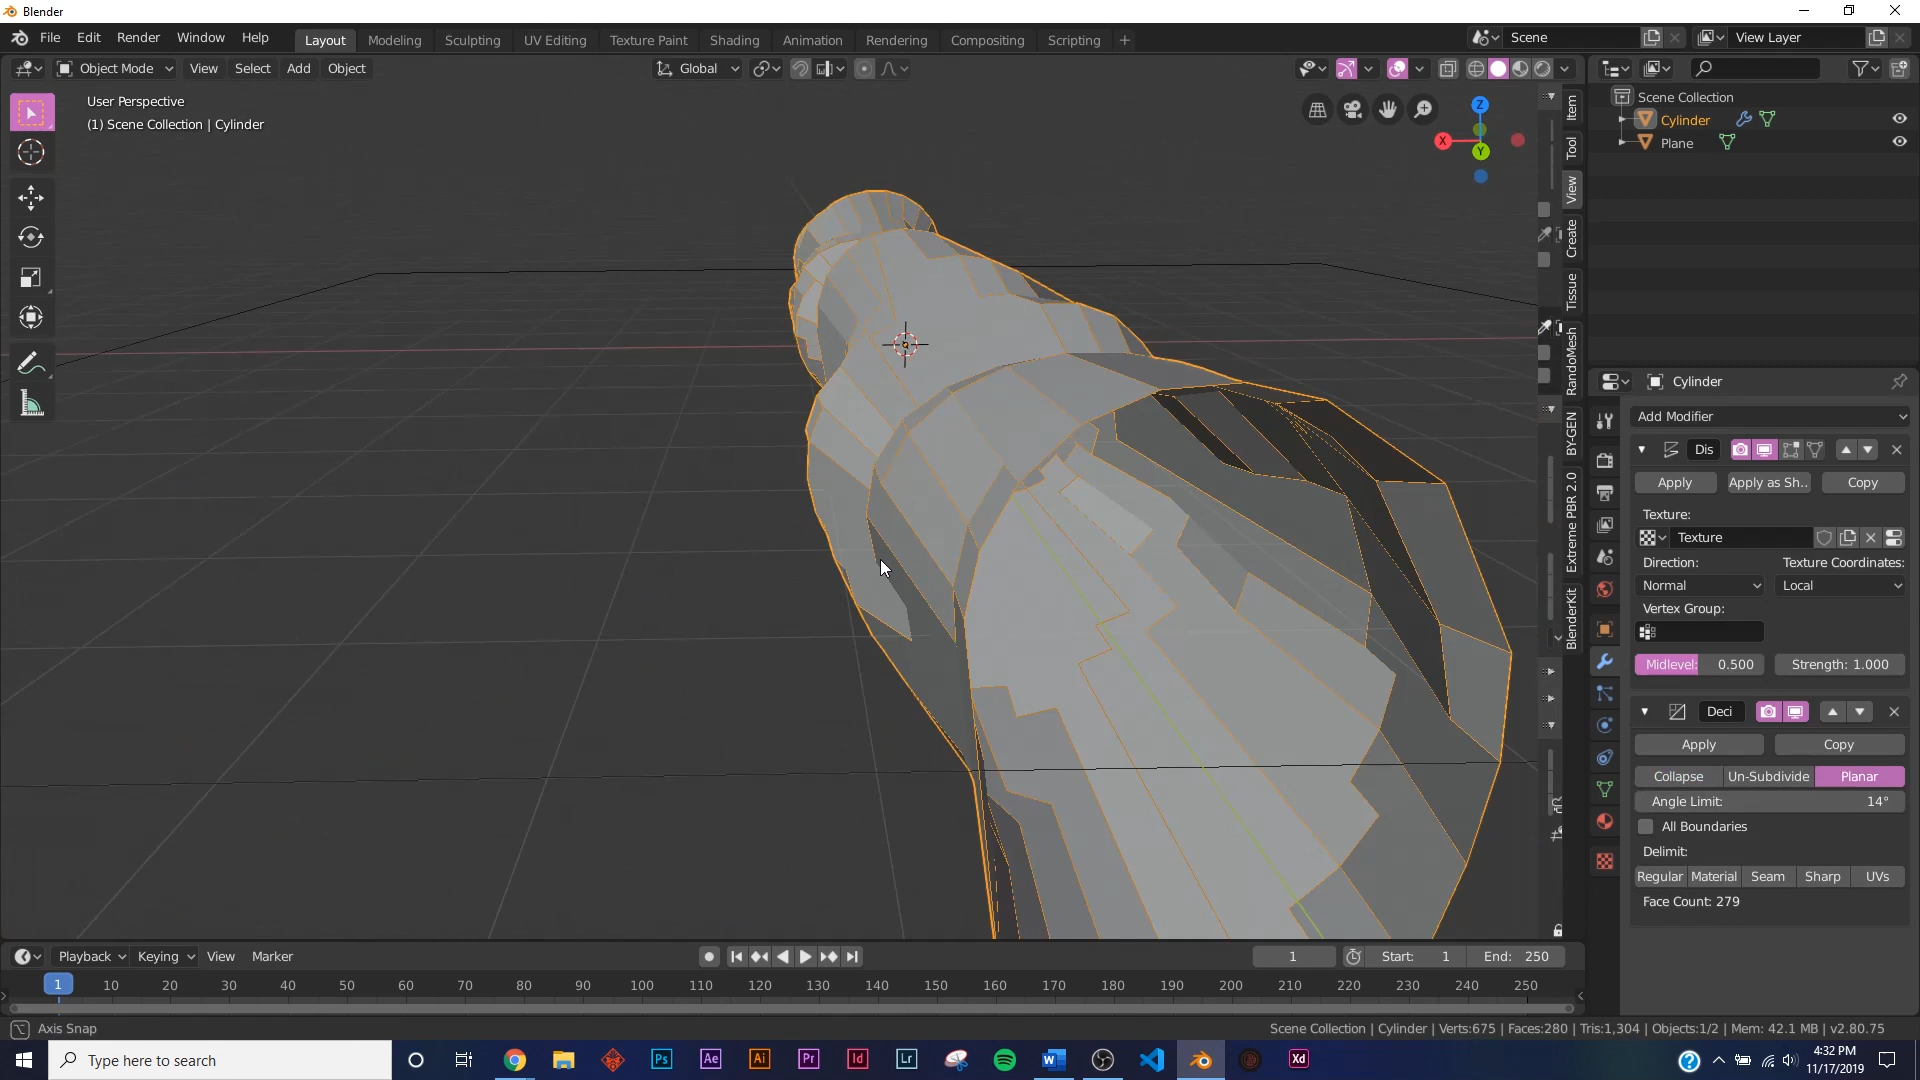 Blender
File Edit Render Window Help
Layout Modeling Sculpting UV Editing Texture Paint Shading Animation Rendering Compositing Scripting +
Scene
View Layer
Object Mode View Select Add Object
Global
User Perspective
(1) Scene Collection | Cylinder
Z
X
Y
Item
Tool
View
Create
Tissue
RandoMesh
BY-GEN
Extreme PBR 2.0
BlenderKit
Scene Collection
Cylinder
Plane
Cylinder
Add Modifier
Dis
Apply Apply as Sh.. Copy
Texture:
Texture
Direction: Texture Coordinates:
Normal Local
Vertex Group:
Midlevel: 0.500 Strength: 1.000
Deci
Apply Copy
Collapse Un-Subdivide Planar
Angle Limit: 14°
All Boundaries
Delimit:
Regular Material Seam Sharp UVs
Face Count: 279
Playback Keying View Marker
1 Start: 1 End: 250
1 10 20 30 40 50 60 70 80 90 100 110 120 130 140 150 160 170 180 190 200 210 220 230 240 250
Axis Snap
Scene Collection | Cylinder | Verts:675 | Faces:280 | Tris:1,304 | Objects:1/2 | Mem: 42.1 MB | v2.80.75
Type here to search
Ps Ae Ai Pr Id Lr W Xd
4:32 PM
11/17/2019